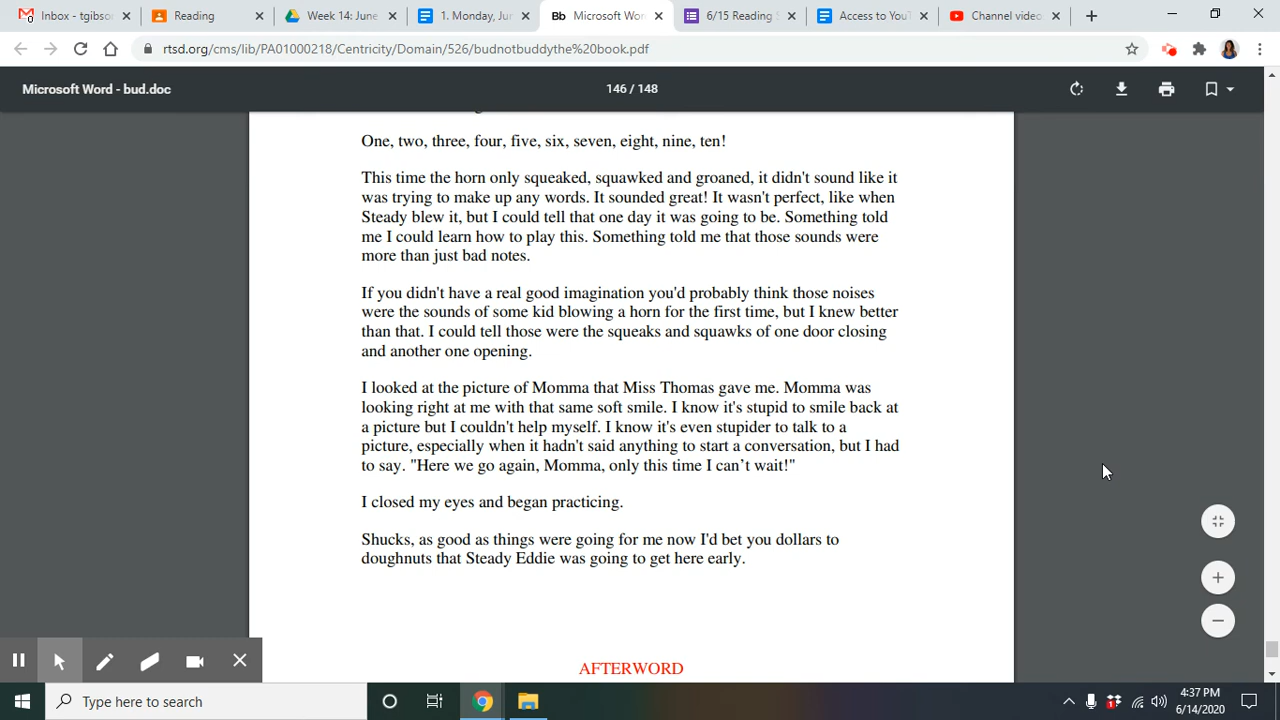 Inbox - tgibson
Reading
Week 14: June
1. Monday, Ju
Bb Microsoft Wor
6/15 Reading S
Access to YouT
Channel video
rtsd.org/cms/lib/PA01000218/Centricity/Domain/526/budnotbuddythe%20book.pdf
Microsoft Word - bud.doc
146 / 148
One, two, three, four, five, six, seven, eight, nine, ten!
This time the horn only squeaked, squawked and groaned, it didn't sound like it
was trying to make up any words. It sounded great! It wasn't perfect, like when
Steady blew it, but I could tell that one day it was going to be. Something told
me I could learn how to play this. Something told me that those sounds were
more than just bad notes.
If you didn't have a real good imagination you'd probably think those noises
were the sounds of some kid blowing a horn for the first time, but I knew better
than that. I could tell those were the squeaks and squawks of one door closing
and another one opening.
I looked at the picture of Momma that Miss Thomas gave me. Momma was
looking right at me with that same soft smile. I know it's stupid to smile back at
a picture but I couldn't help myself. I know it's even stupider to talk to a
picture, especially when it hadn't said anything to start a conversation, but I had
to say. "Here we go again, Momma, only this time I can’t wait!"
I closed my eyes and began practicing.
Shucks, as good as things were going for me now I'd bet you dollars to
doughnuts that Steady Eddie was going to get here early.
AFTERWORD
Type here to search
4:37 PM
6/14/2020